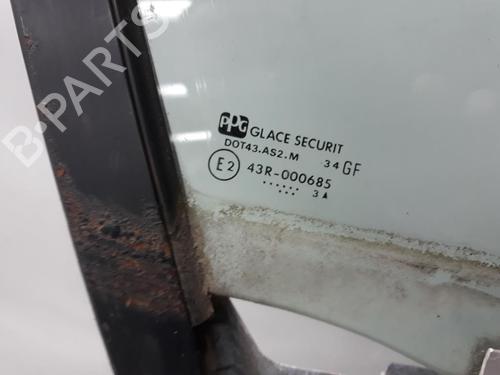 B-PARTS
PPG GLACE SECURIT
DOT43.AS2.M 34 GF
E2 43R-000685
...... 3